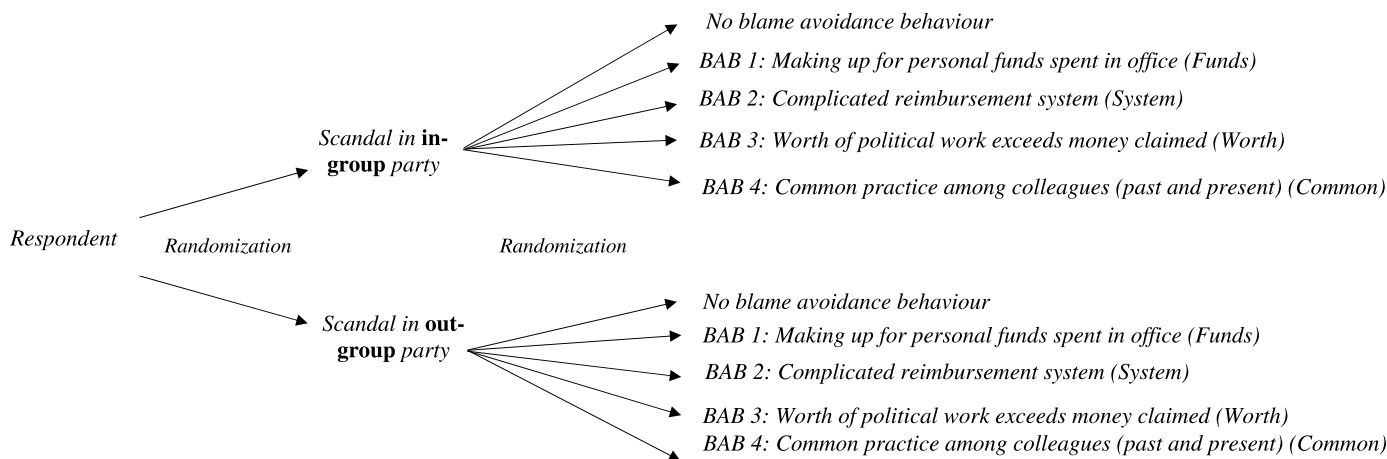 No blame avoidance behaviour
BAB 1: Making up for personal funds spent in office (Funds)
BAB 2: Complicated reimbursement system (System)
Scandal in in-
group party
BAB 3: Worth of political work exceeds money claimed (Worth)
BAB 4: Common practice among colleagues (past and present) (Common)
Respondent
Randomization
Randomization
No blame avoidance behaviour
Scandal in out-
group party
BAB 1: Making up for personal funds spent in office (Funds)
BAB 2: Complicated reimbursement system (System)
BAB 3: Worth of political work exceeds money claimed (Worth)
BAB 4: Common practice among colleagues (past and present) (Common)